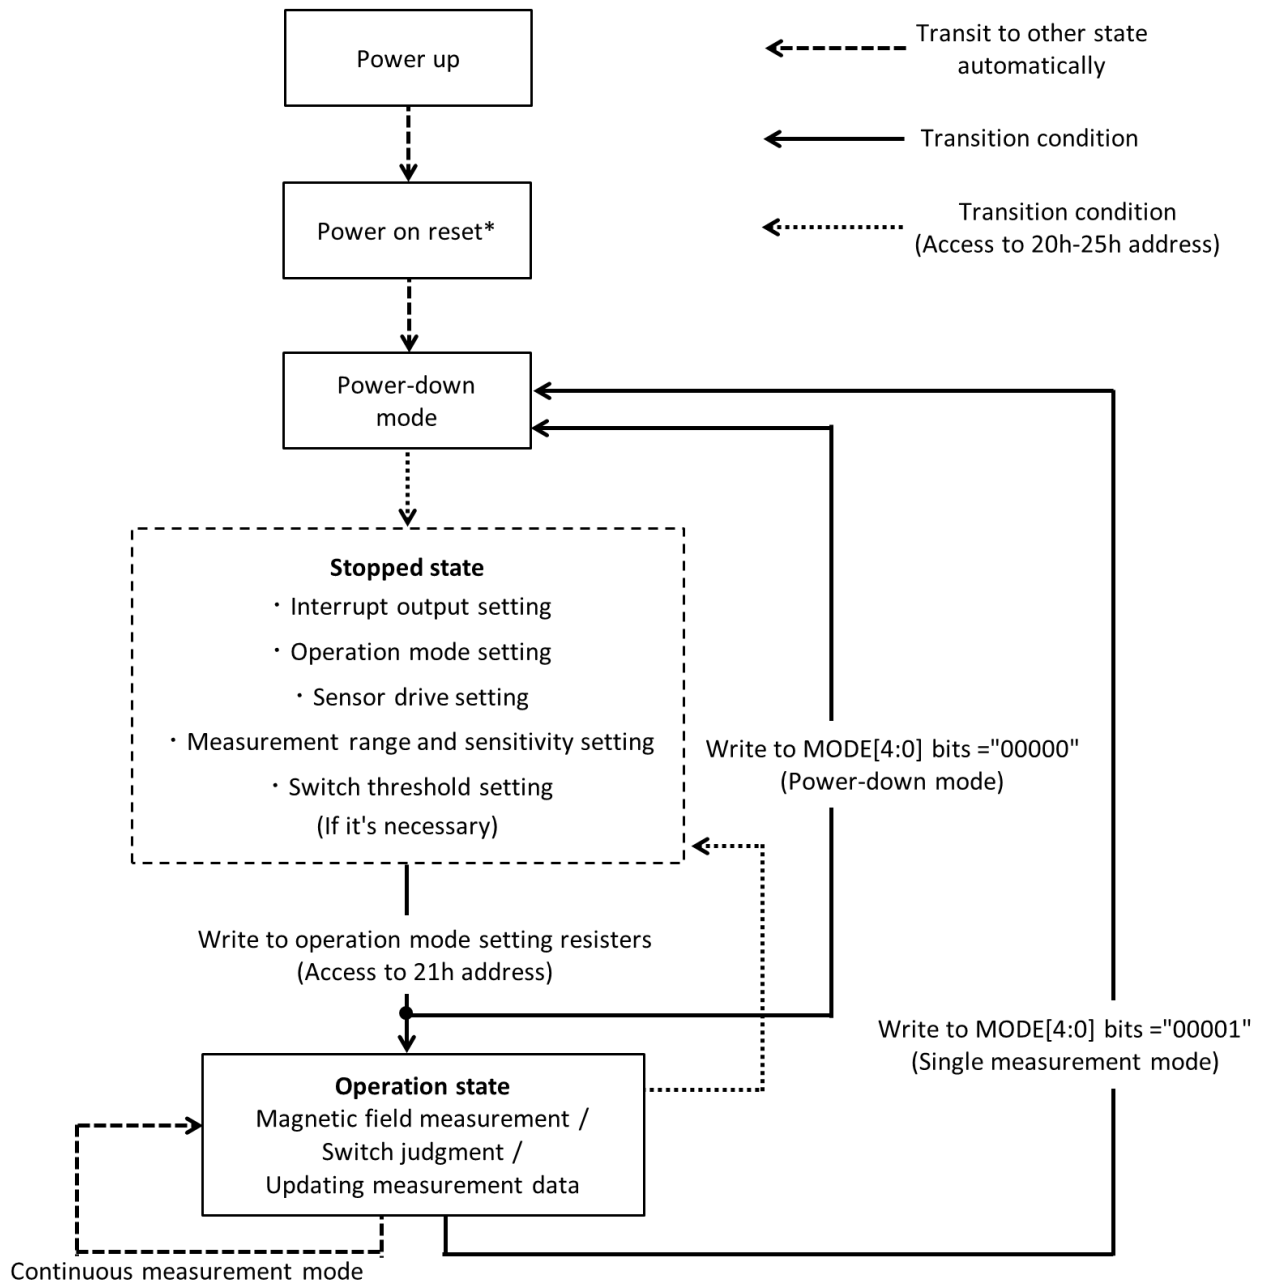 Power up
Transit to other state
automatically
Transition condition
Power on reset*
Transition condition
(Access to 20h-25h address)
Power-down
mode
Stopped state
・Interrupt output setting
・Operation mode setting
・Sensor drive setting
・Measurement range and sensitivity setting
・Switch threshold setting
(If it's necessary)
Write to MODE[4:0] bits ="00000"
(Power-down mode)
Write to operation mode setting resisters
(Access to 21h address)
Write to MODE[4:0] bits ="00001"
(Single measurement mode)
Operation state
Magnetic field measurement /
Switch judgment /
Updating measurement data
Continuous measurement mode